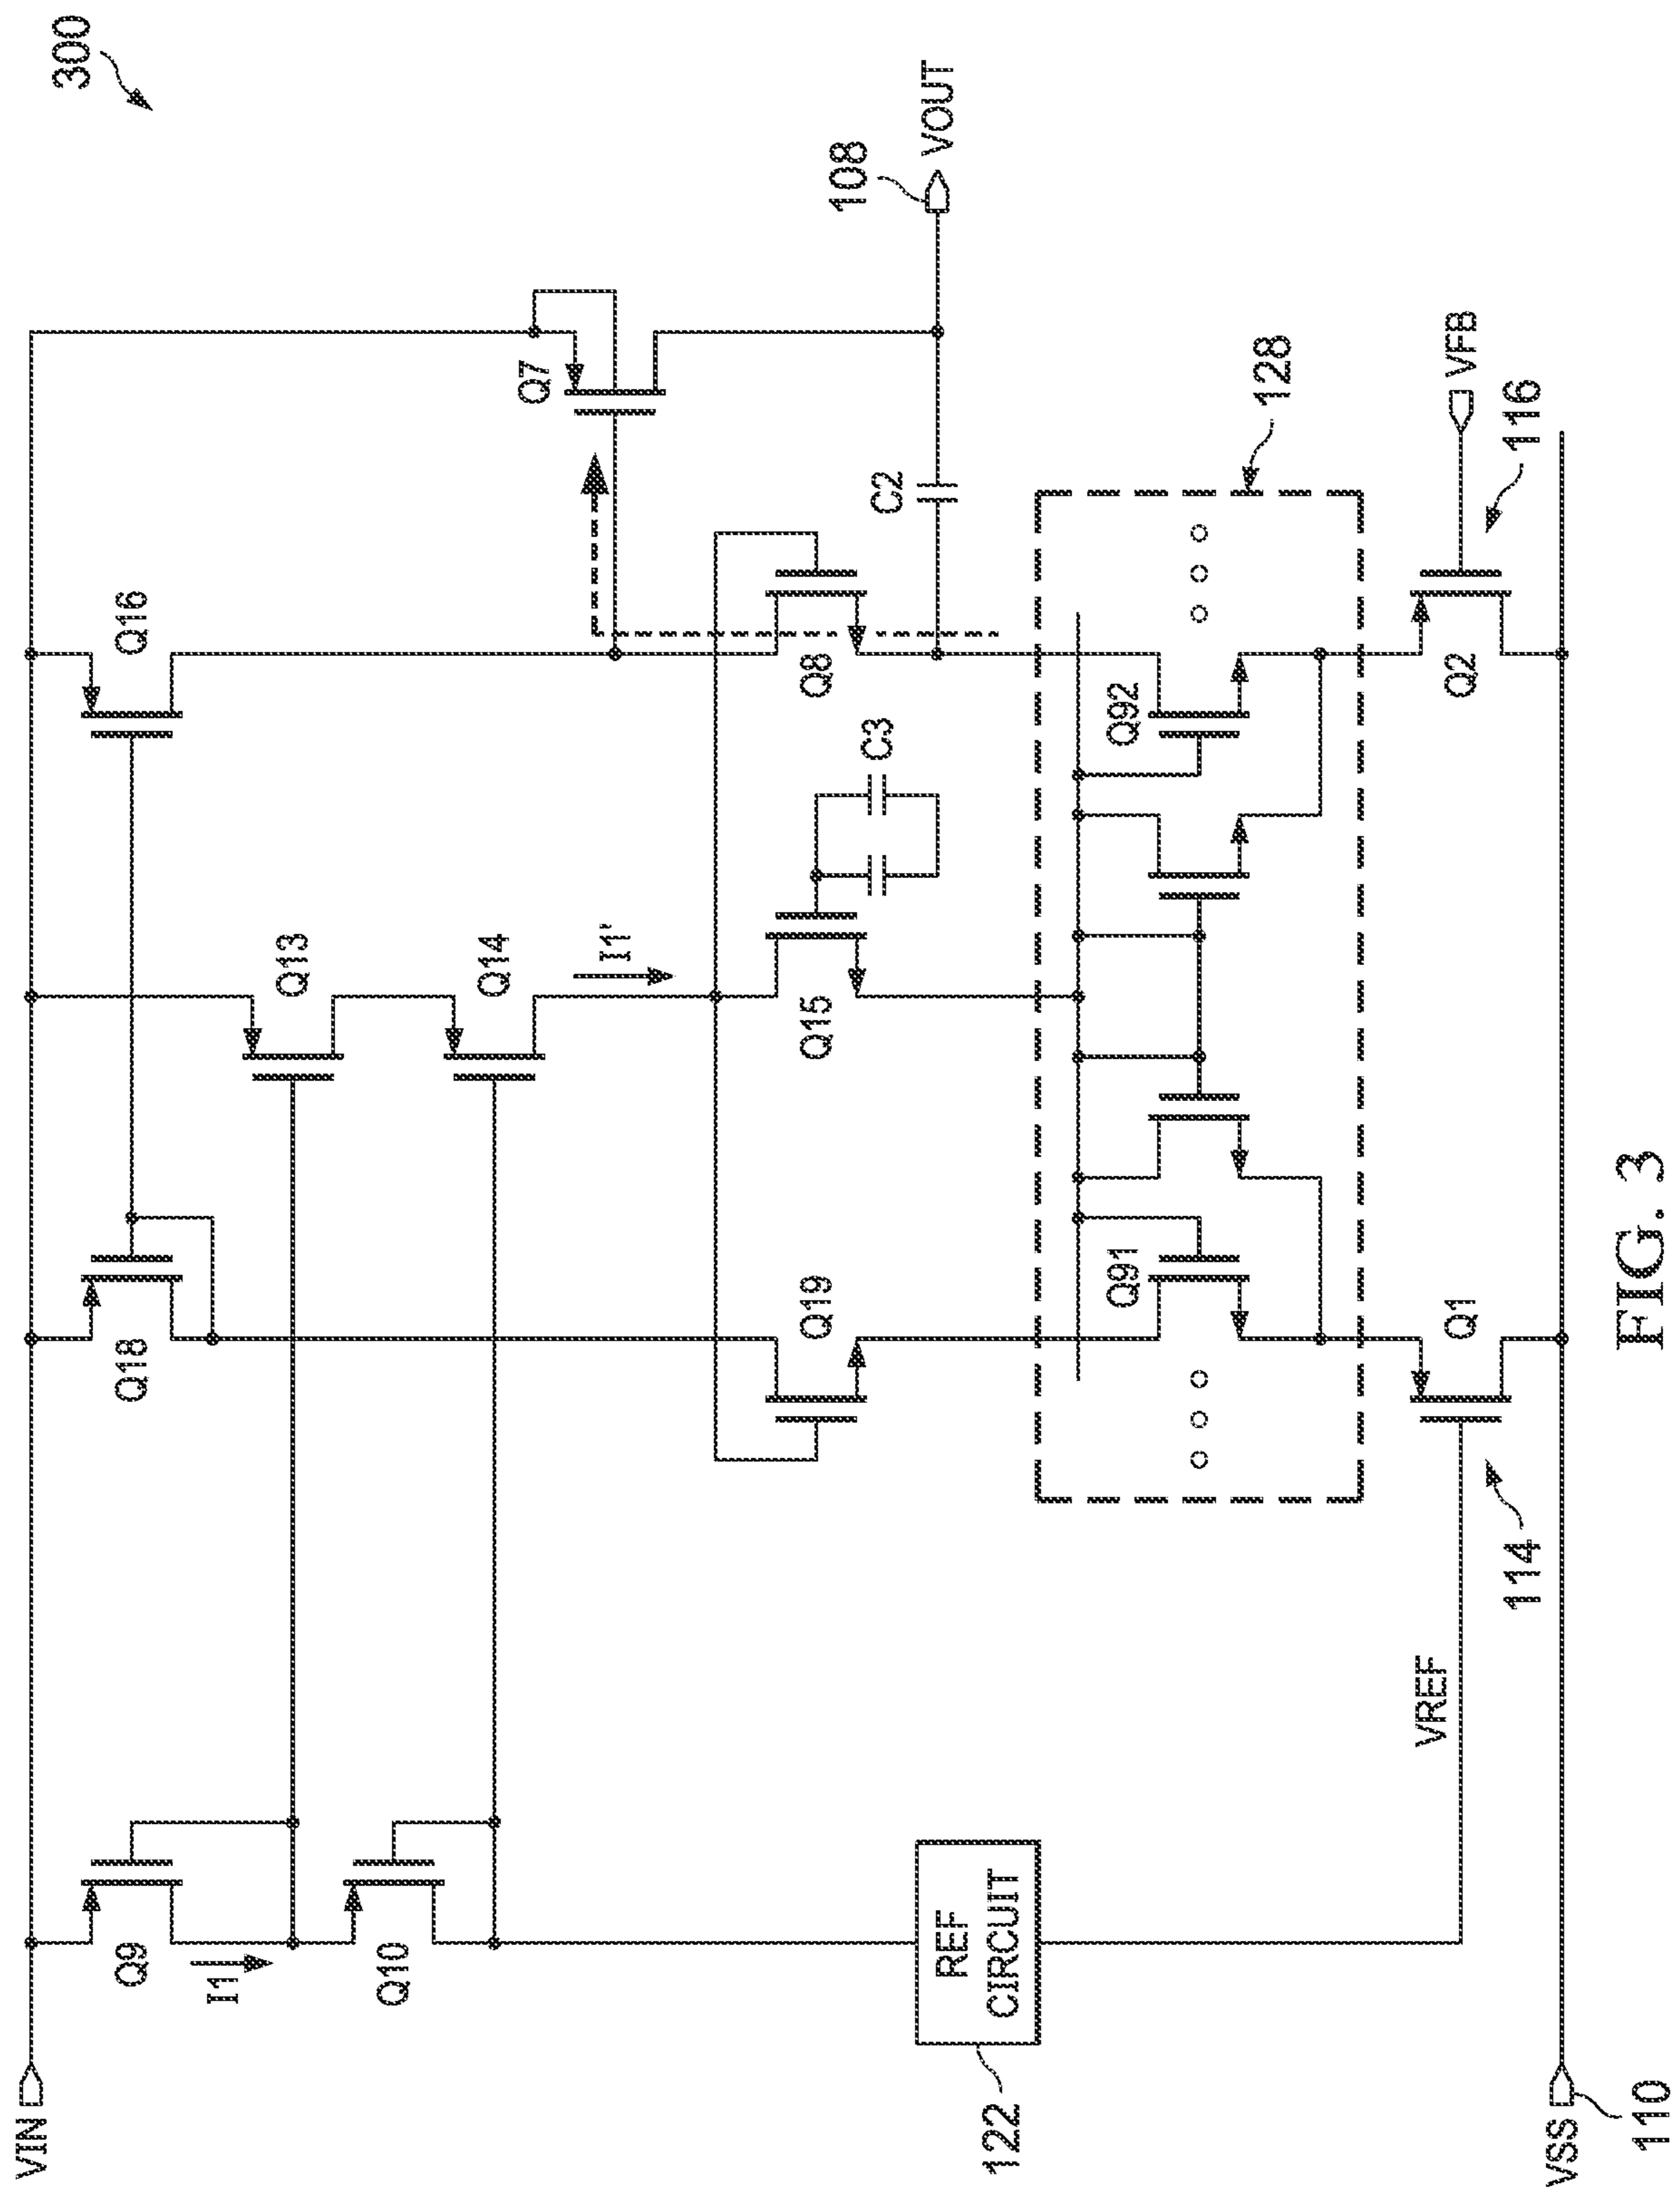 300
VIN
Q9
I1
Q10
Q18
Q13
Q14
I1'
Q16
Q7
108
VOUT
Q19
Q15
C3
Q8
C2
122
REF
CIRCUIT
Q91
Q92
128
VREF
114
Q1
Q2
VFB
116
VSS
110
FIG. 3